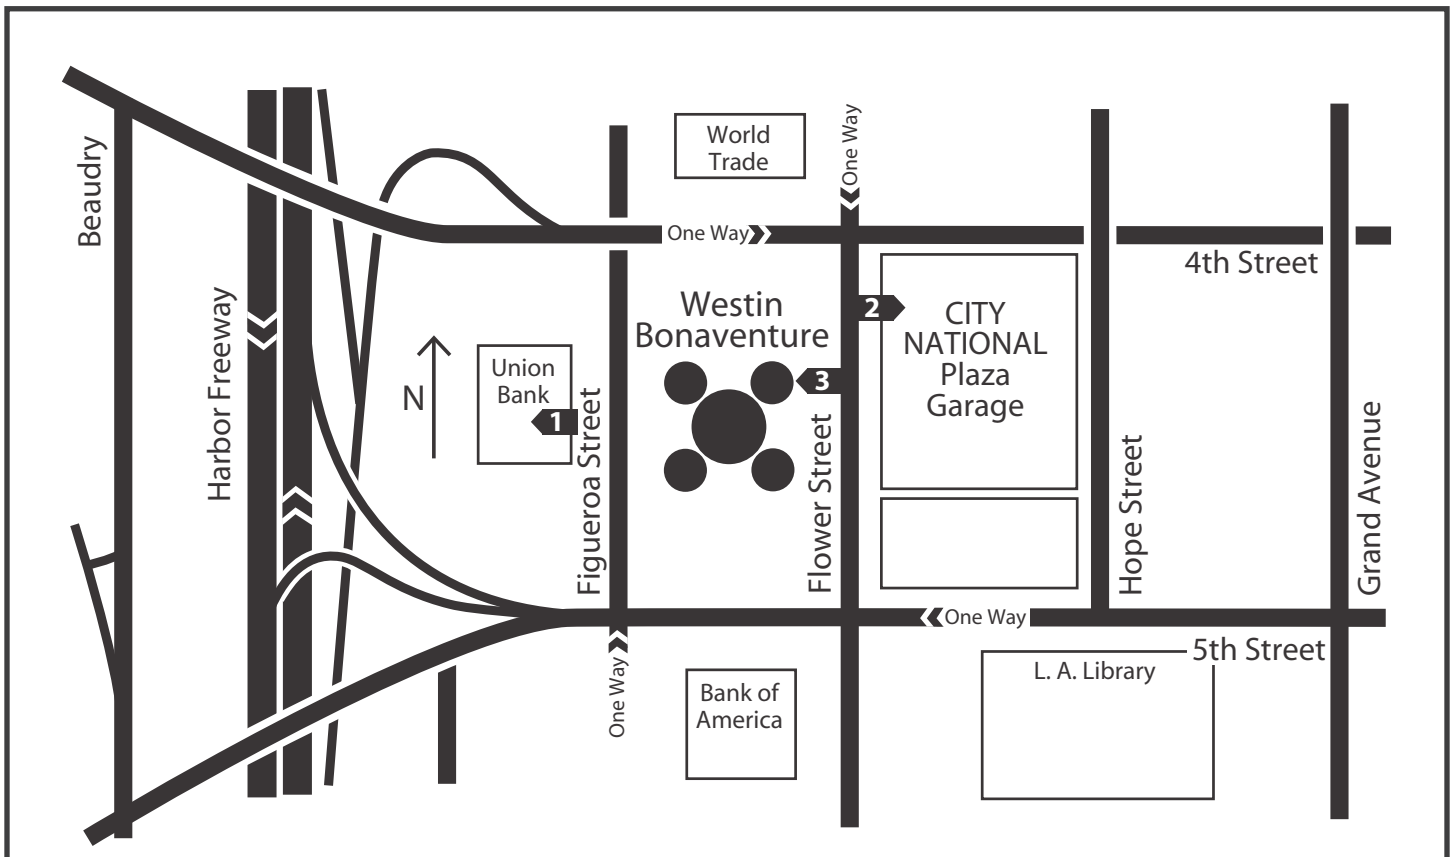 One Way
World
Trade
Beaudry
One Way
4th Street
Westin
Bonaventure
2
CITY
NATIONAL
Plaza
Garage
Harbor Freeway
N
Union
Bank
1
3
Figueroa Street
Flower Street
Hope Street
Grand Avenue
One Way
5th Street
One Way
Bank of
America
L. A. Library